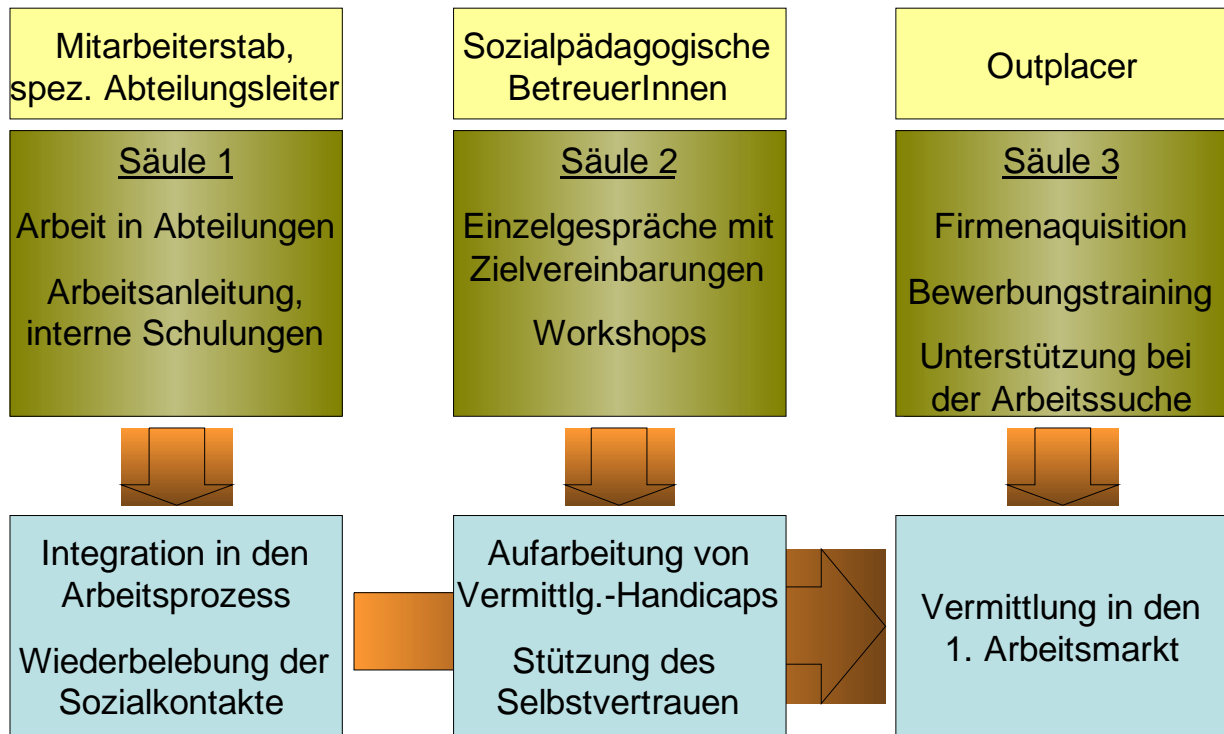 Mitarbeiterstab,
spez. Abteilungsleiter
Sozialpädagogische
BetreuerInnen
Outplacer
Säule 1
Arbeit in Abteilungen
Arbeitsanleitung,
interne Schulungen
Säule 2
Einzelgespräche mit
Zielvereinbarungen
Workshops
Säule 3
Firmenaquisition
Bewerbungstraining
Unterstützung bei
der Arbeitssuche
Integration in den
Arbeitsprozess
Wiederbelebung der
Sozialkontakte
Aufarbeitung von
Vermittlg.-Handicaps
Stützung des
Selbstvertrauen
Vermittlung in den
1. Arbeitsmarkt